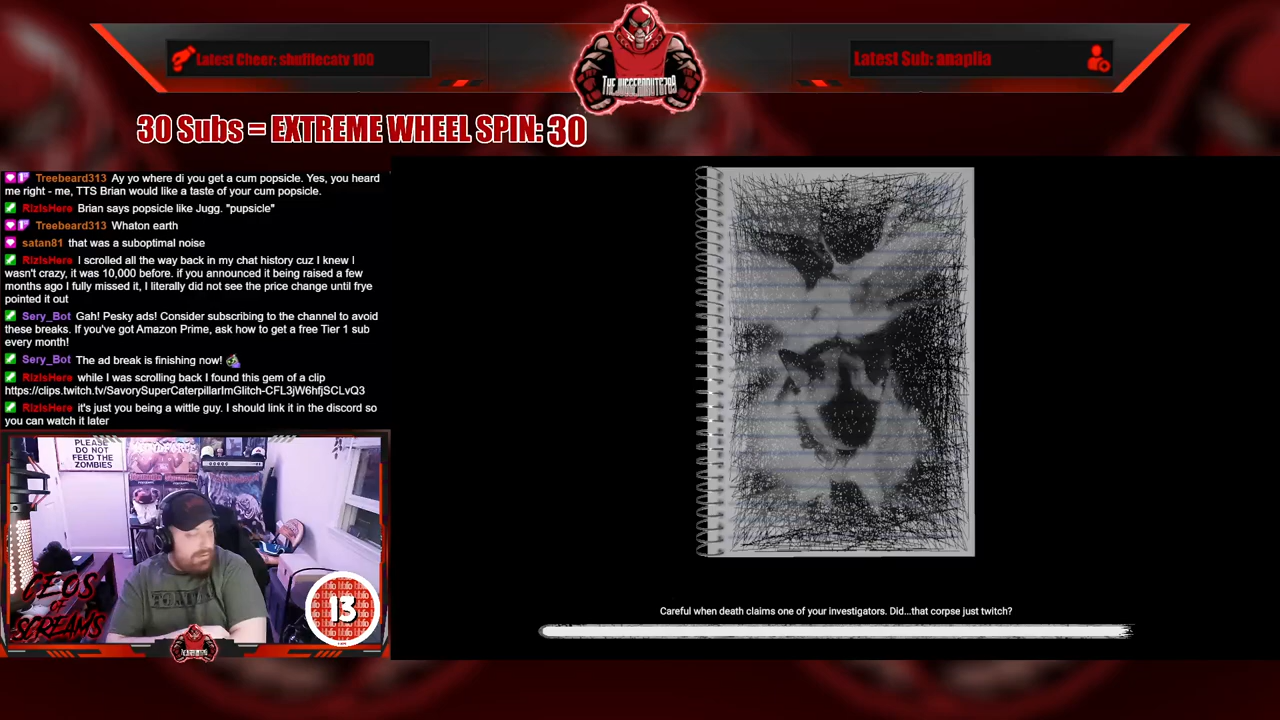 Latest Cheer: shufflecatv 100
Latest Sub: anaplia
THEJUGGERNAUT6789
30 Subs = EXTREME WHEEL SPIN: 30
Treebeard313 Ay yo where di you get a cum popsicle. Yes, you heard
me right - me, TTS Brian would like a taste of your cum popsicle.
RizIsHere Brian says popsicle like Jugg. "pupsicle"
Treebeard313 Whaton earth
satan81 that was a suboptimal noise
RizIsHere I scrolled all the way back in my chat history cuz I knew I
wasn't crazy, it was 10,000 before. if you announced it being raised a few
months ago I fully missed it, I literally did not see the price change until frye
pointed it out
Sery_Bot Gah! Pesky ads! Consider subscribing to the channel to avoid
these breaks. If you've got Amazon Prime, ask how to get a free Tier 1 sub
every month!
Sery_Bot The ad break is finishing now!
RizIsHere while I was scrolling back I found this gem of a clip
https://clips.twitch.tv/SavorySuperCaterpillarImGlitch-CFL3jW6hfjSCLvQ3
RizIsHere it's just you being a wittle guy. I should link it in the discord so
you can watch it later
PLEASE
DO NOT
FEED THE
ZOMBIES
GEOS
OF
SCREAMS
13
Careful when death claims one of your investigators. Did...that corpse just twitch?